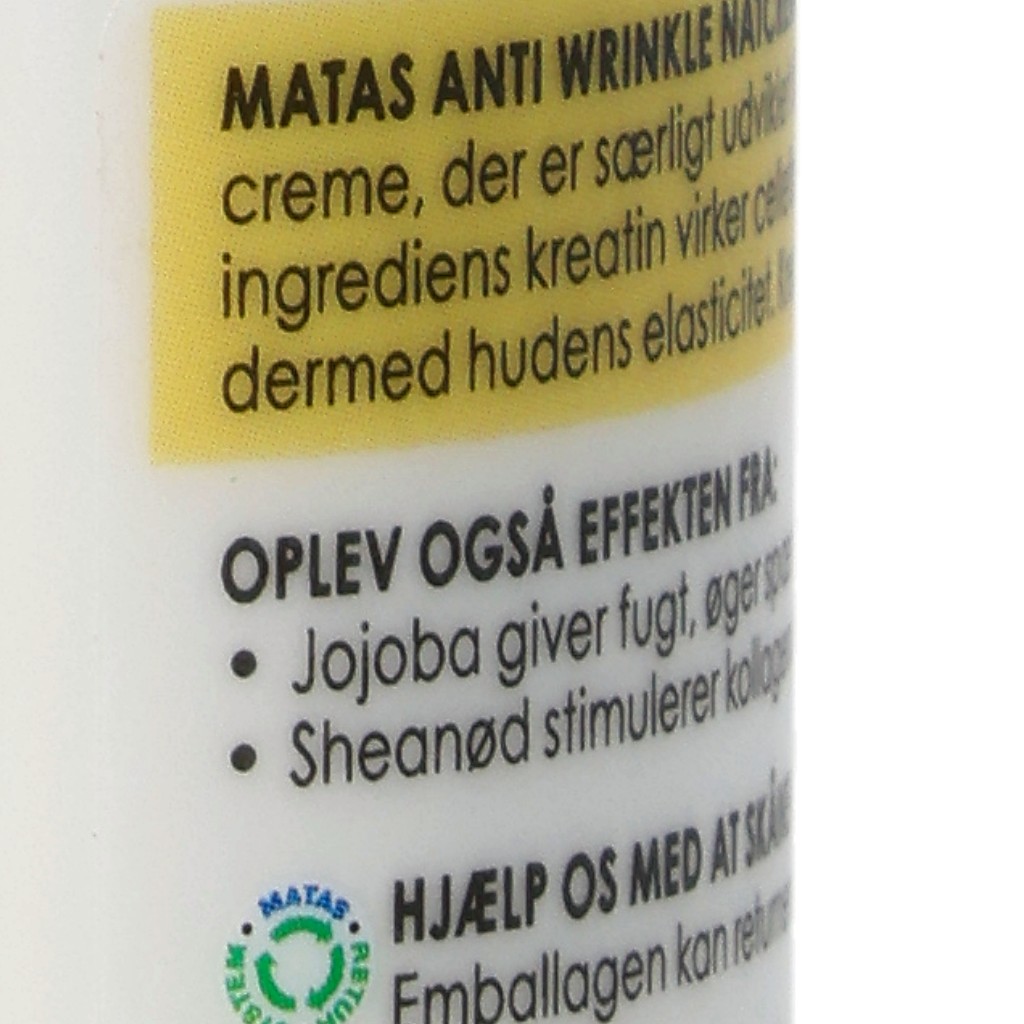 MATAS ANTI WRINKLE
creme, der er særligt
ingrediens kreatin virker
dermed hudens elasticitet.
OPLEV OGSÅ EFFEKTEN FRA:
• Jojoba giver fugt, øger
• Sheanød stimulerer
HJÆLP OS MED AT
Emballagen kan
MATAS